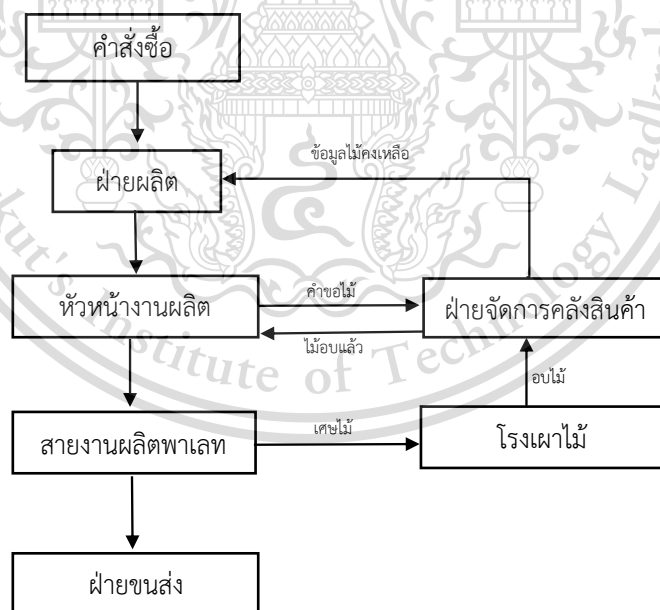 คำสั่งซื้อ
ข้อมูลไม้คงเหลือ
ฝ่ายผลิต
หัวหน้างานผลิต
คำขอไม้
ฝ่ายจัดการคลังสินค้า
ไม้อบแล้ว
อบไม้
สายงานผลิตพาเลท
เศษไม้
โรงเผาไม้
ฝ่ายขนส่ง
kut's Institute of Technology Ladk